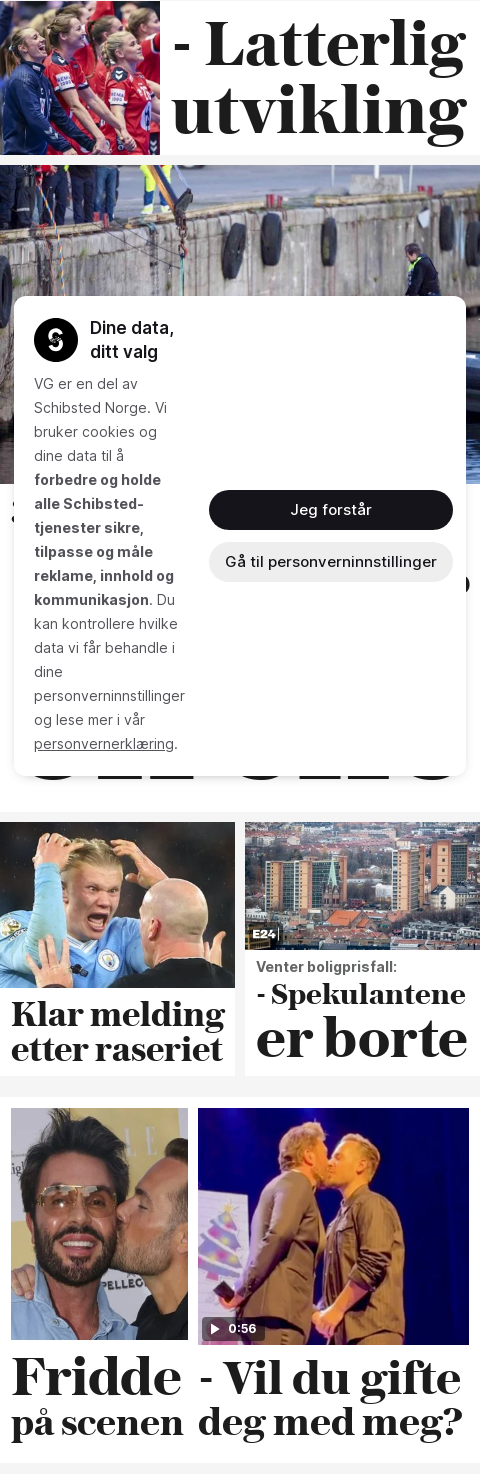 - Latterlig
utvikling
Dine data,
ditt valg
VG er en del av
Schibsted Norge. Vi
bruker cookies og
dine data til å
forbedre og holde
alle Schibsted-
tjenester sikre,
tilpasse og måle
reklame, innhold og
kommunikasjon. Du
kan kontrollere hvilke
data vi får behandle i
dine
personverninnstillinger
og lese mer i vår
personvernerklæring.
Jeg forstår
Gå til personverninnstillinger
Klar melding
etter raseriet
E24
Venter boligprisfall:
- Spekulantene
er borte
Fridde
på scenen
0:56
- Vil du gifte
deg med meg?